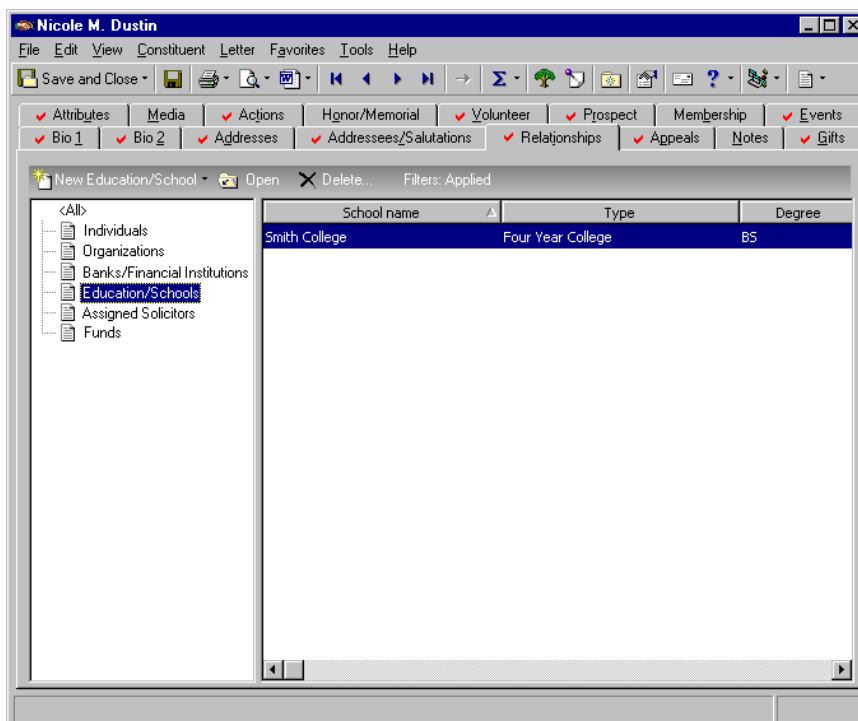 Nicole M. Dustin
File Edit View Constituent Letter Favorites Tools Help
Save and Close
Attributes Media Actions Honor/Memorial Volunteer Prospect Membership Events
Bio 1 Bio 2 Addresses Addressees/Salutations Relationships Appeals Notes Gifts
New Education/School Open Delete... Filters: Applied
<All>
Individuals
Organizations
Banks/Financial Institutions
Education/Schools
Assigned Solicitors
Funds
School name Type Degree
Smith College Four Year College BS